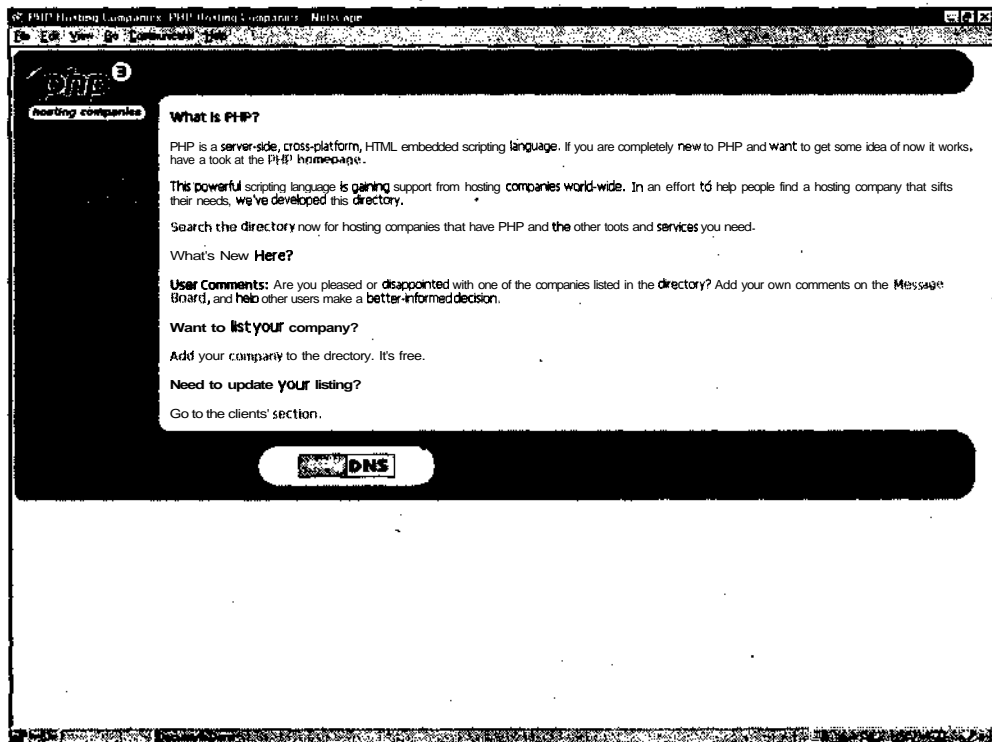 PHP Hosting Companies: PHP Hosting Companies - Netscape
File Edit View Go Communicator Help
php 3
hosting companies
What is PHP?
PHP is a server-side, cross-platform, HTML embedded scripting language. If you are completely new to PHP and want to get some idea of now it works,
have a took at the PHP homepage.
This powerful scripting language is gaining support from hosting companies world-wide. In an effort to help people find a hosting company that sifts
their needs, we've developed this directory.
Search the directory now for hosting companies that have PHP and the other toots and services you need.
What's New Here?
User Comments: Are you pleased or disappointed with one of the companies listed in the directory? Add your own comments on the Message
Board, and help other users make a better-informed decision.
Want to list your company?
Add your company to the drectory. It's free.
Need to update your listing?
Go to the clients' section.
DNS